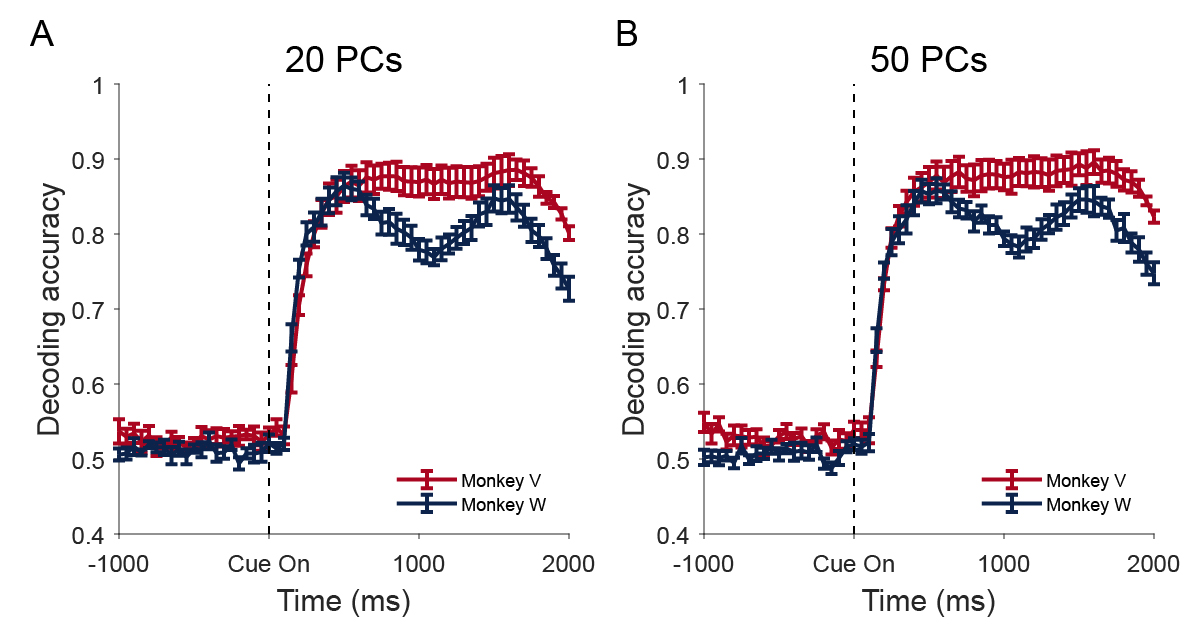 A
20 PCs
Decoding accuracy
1
0.9
0.8
0.7
0.6
0.5
0.4
-1000
Cue On
1000
2000
Time (ms)
Monkey V
Monkey W
B
50 PCs
Decoding accuracy
1
0.9
0.8
0.7
0.6
0.5
0.4
-1000
Cue On
1000
2000
Time (ms)
Monkey V
Monkey W